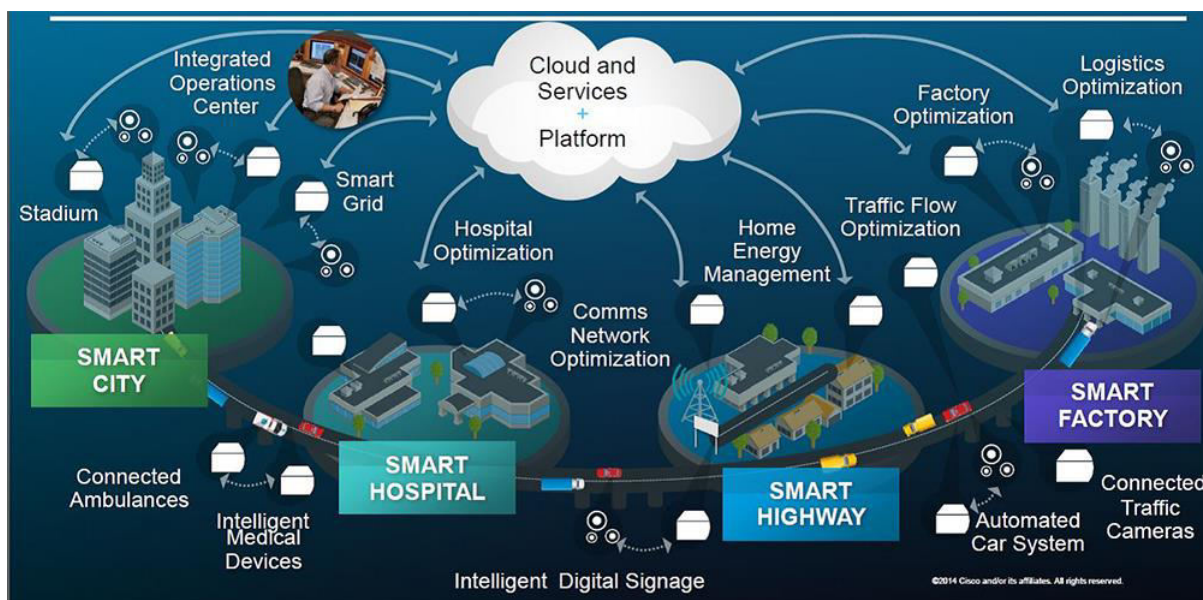 Integrated
Operations
Center
Cloud and
Services
+
Platform
Logistics
Optimization
Factory
Optimization
Stadium
Smart
Grid
Hospital
Optimization
Home
Energy
Management
Traffic Flow
Optimization
Comms
Network
Optimization
SMART
CITY
SMART
HOSPITAL
SMART
HIGHWAY
SMART
FACTORY
Connected
Ambulances
Intelligent
Medical
Devices
Intelligent Digital Signage
Automated
Car System
Connected
Traffic
Cameras
©2014 Cisco and/or its affiliates. All rights reserved.